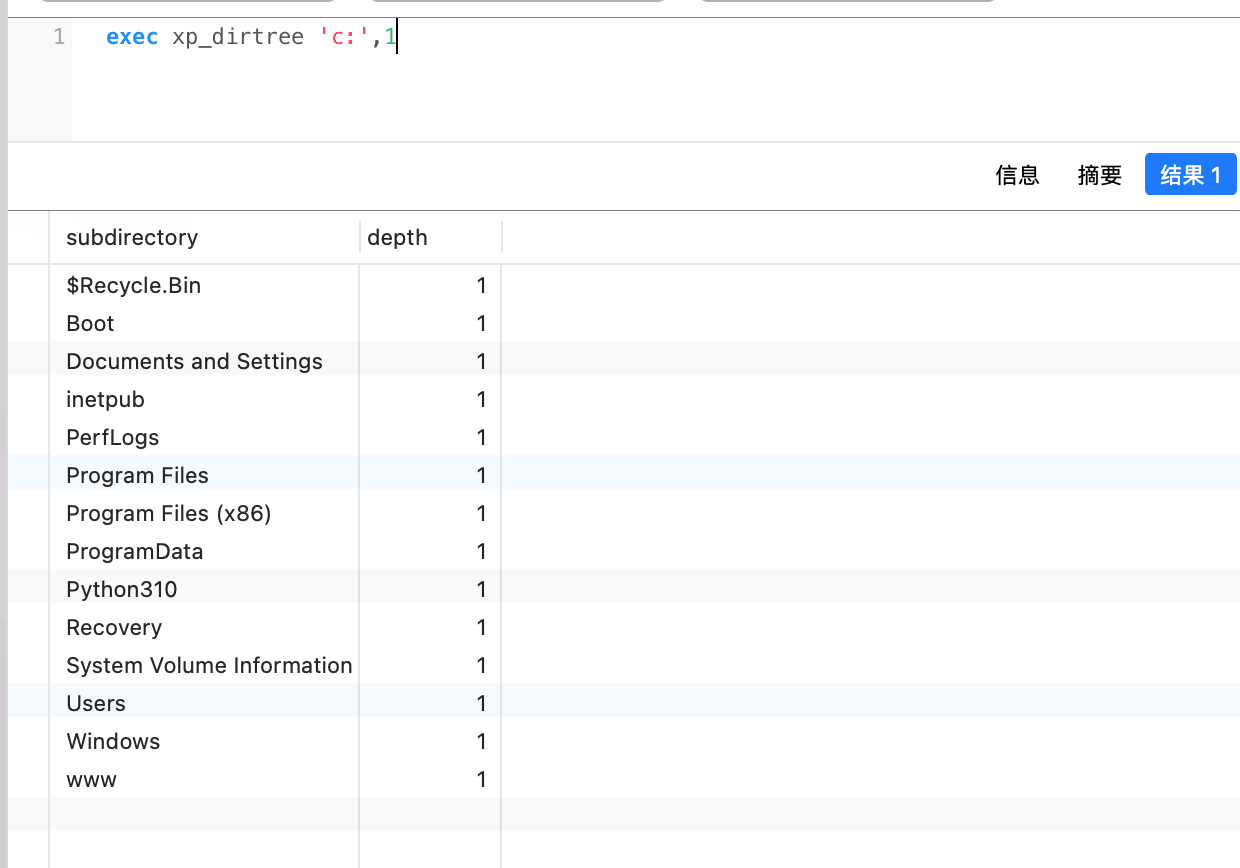 1 exec xp_dirtree 'c:',1
信息 摘要 结果 1
subdirectory depth
$Recycle.Bin 1
Boot 1
Documents and Settings 1
inetpub 1
PerfLogs 1
Program Files 1
Program Files (x86) 1
ProgramData 1
Python310 1
Recovery 1
System Volume Information 1
Users 1
Windows 1
www 1